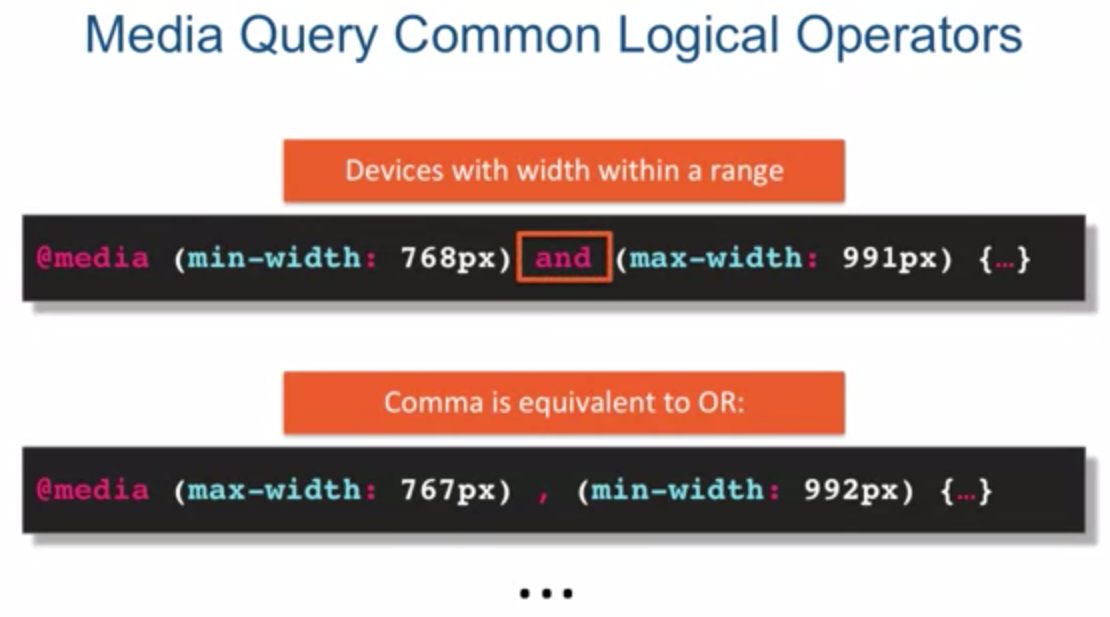 Media Query Common Logical Operators
Devices with width within a range
@media (min-width: 768px) and (max-width: 991px) {…}
Comma is equivalent to OR:
@media (max-width: 767px) , (min-width: 992px) {…}
...